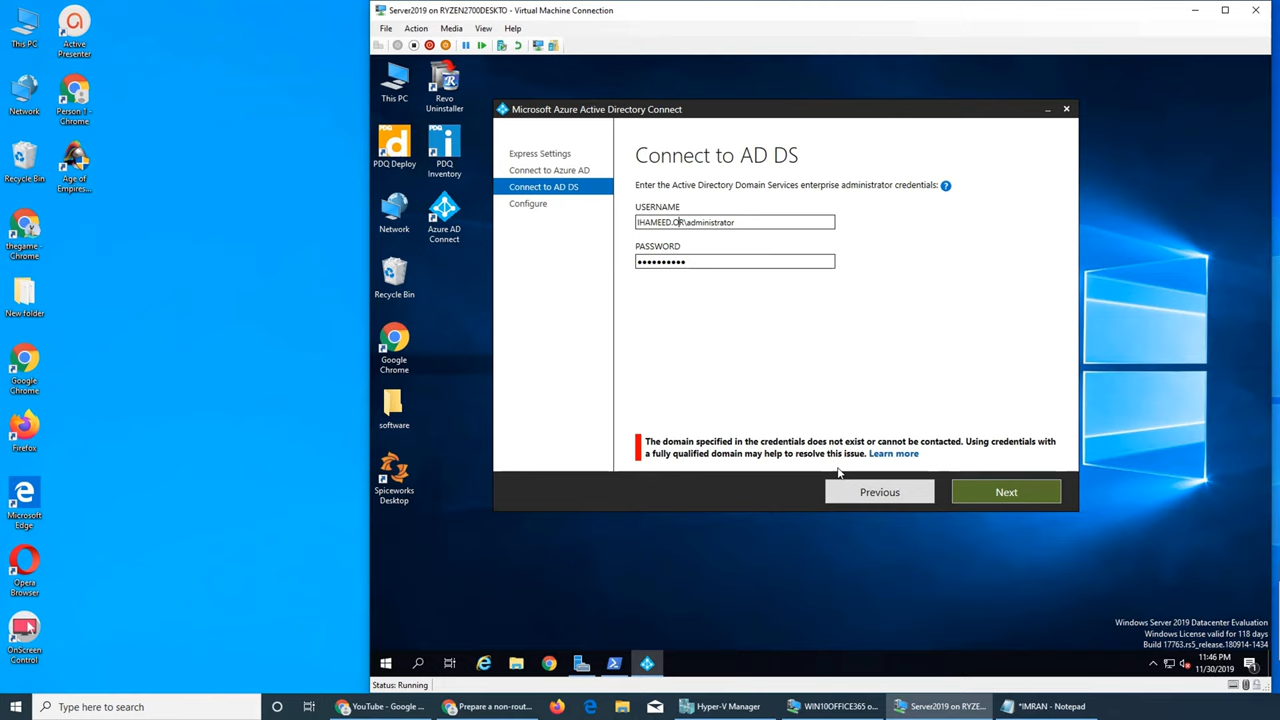 Server2019 on RYZEN2700DESKTO - Virtual Machine Connection
File Action Media View Help
This PC
Active Presenter
Network
Person 1 - Chrome
Recycle Bin
Age of Empires...
thegame - Chrome
New folder
Google Chrome
Firefox
Microsoft Edge
Opera Browser
OnScreen Control
This PC
Revo Uninstaller
PDQ Deploy
PDQ Inventory
Network
Azure AD Connect
Recycle Bin
Google Chrome
software
Spiceworks Desktop
Microsoft Azure Active Directory Connect
Express Settings
Connect to Azure AD
Connect to AD DS
Configure
Connect to AD DS
Enter the Active Directory Domain Services enterprise administrator credentials: ?
USERNAME
IHAMEED.OR\administrator
PASSWORD
••••••••••
The domain specified in the credentials does not exist or cannot be contacted. Using credentials with
a fully qualified domain may help to resolve this issue. Learn more
Previous
Next
Windows Server 2019 Datacenter Evaluation
Windows License valid for 118 days
Build 17763.rs5_release.180914-1434
11:46 PM
11/30/2019
Status: Running
Type here to search
YouTube - Google ...
Prepare a non-rout...
Hyper-V Manager
WIN10OFFICE365 o...
Server2019 on RYZE...
*IMRAN - Notepad